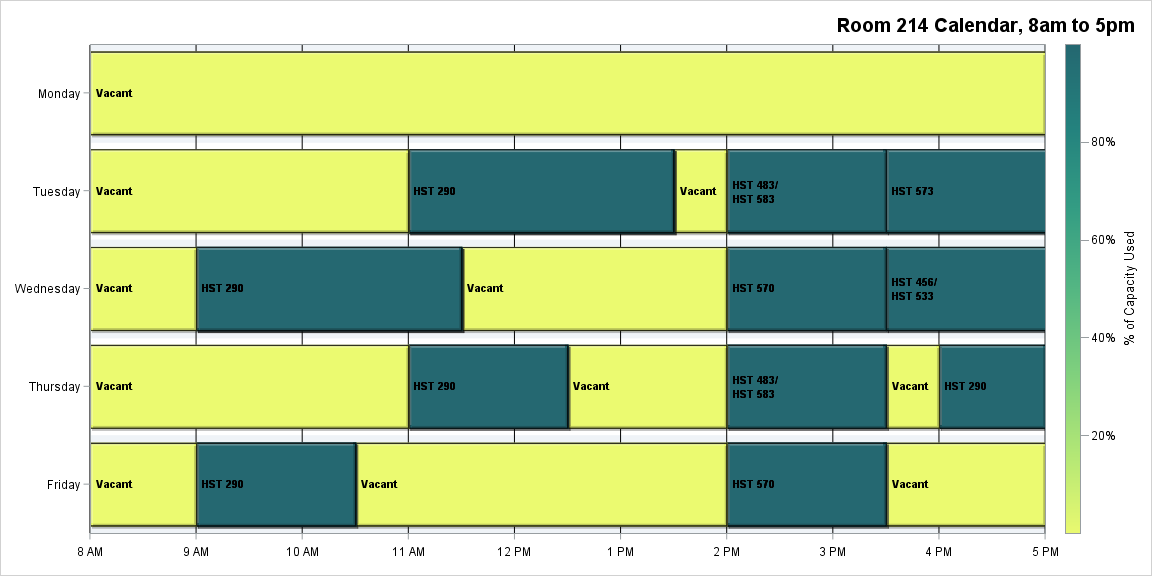 Room 214 Calendar, 8am to 5pm
Monday
Vacant
Tuesday
Vacant
HST 290
Vacant
HST 483/
HST 583
HST 573
Wednesday
Vacant
HST 290
Vacant
HST 570
HST 456/
HST 533
Thursday
Vacant
HST 290
Vacant
HST 483/
HST 583
Vacant
HST 290
Friday
Vacant
HST 290
Vacant
HST 570
Vacant
8 AM
9 AM
10 AM
11 AM
12 PM
1 PM
2 PM
3 PM
4 PM
5 PM
80%
60%
40%
20%
% of Capacity Used